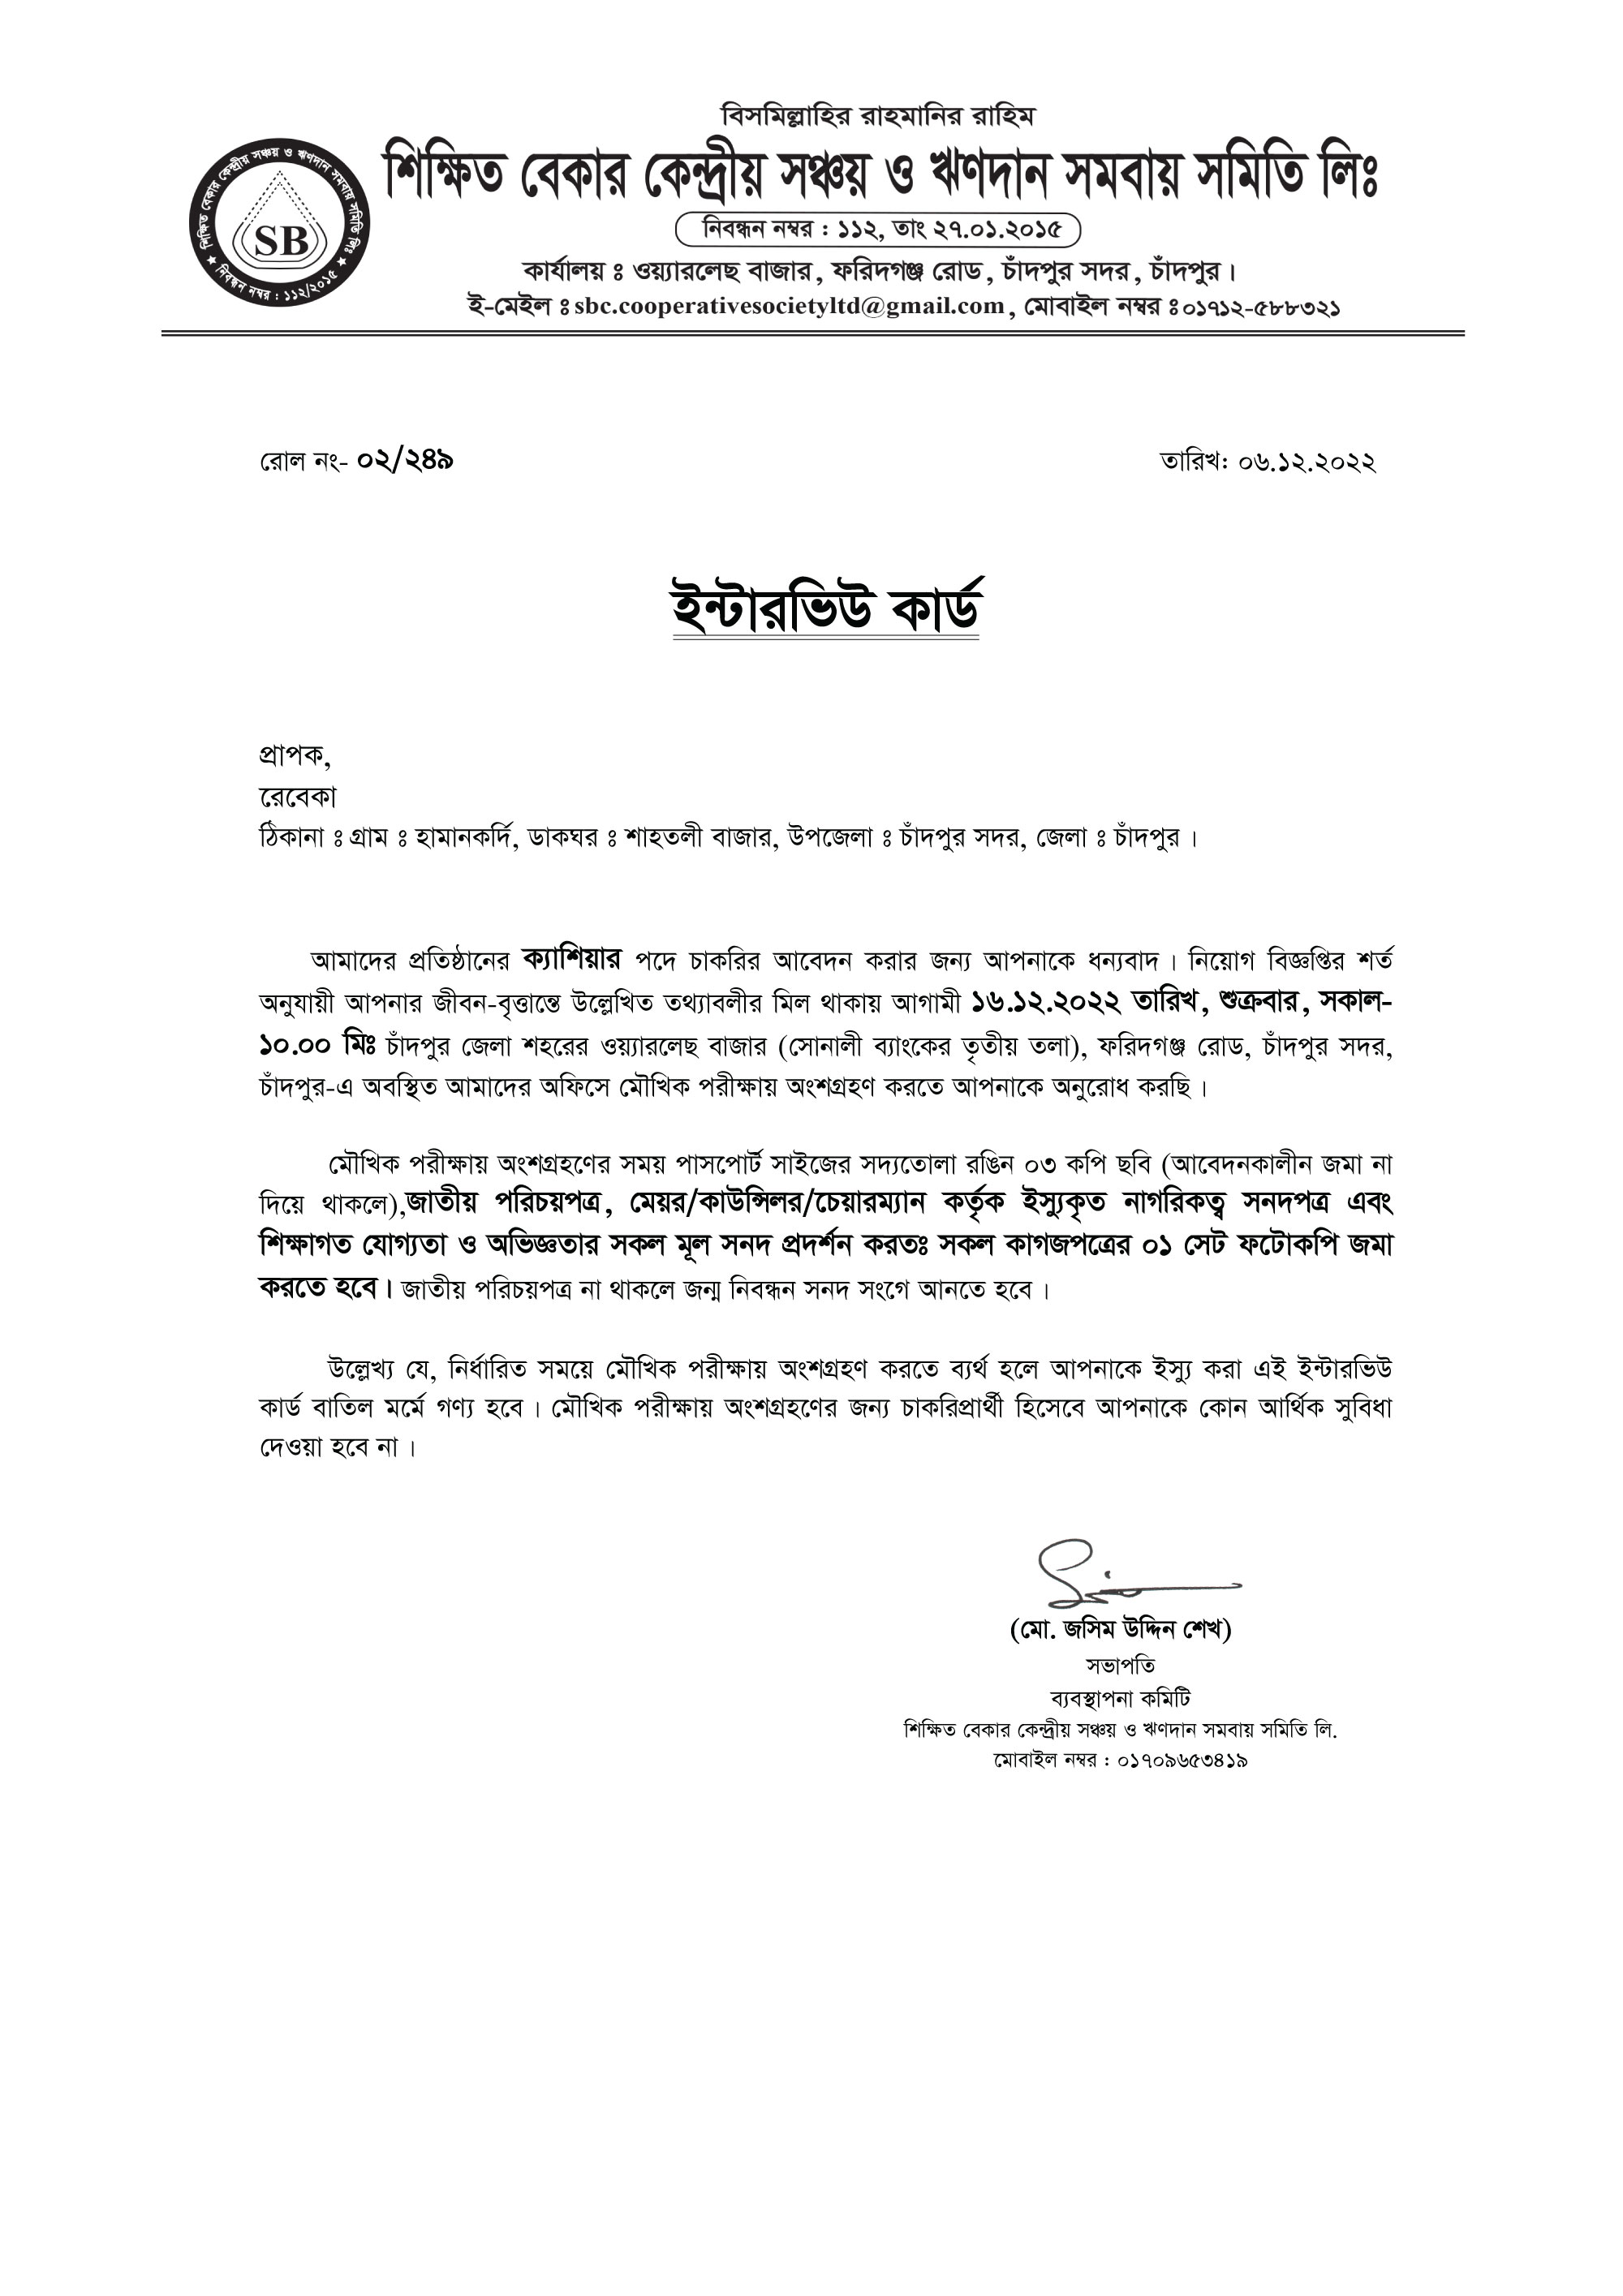 বিসমিল্লাহির রাহমানির রাহিম
শিক্ষিত বেকার কেন্দ্রীয় সঞ্চয় ও ঋণদান সমবায় সমিতি লিঃ
নিবন্ধন নম্বর : ১১২, তাং ২৭.০১.২০১৫
কার্যালয় ঃ ওয়্যারলেছ বাজার, ফরিদগঞ্জ রোড, চাঁদপুর সদর, চাঁদপুর।
ই-মেইল ঃ sbc.cooperativesocietyltd@gmail.com, মোবাইল নম্বর ঃ ০১৭১২-৫৮৮৩২১
শিক্ষিত বেকার কেন্দ্রীয় সঞ্চয় ও ঋণদান সমবায় সমিতি লিঃ
SB
★ নিবন্ধন নম্বর : ১১২/২০১৫ ★
রোল নং- ০২/২৪৯
তারিখ: ০৬.১২.২০২২
ইন্টারভিউ কার্ড
প্রাপক,
রেবেকা
ঠিকানা ঃ গ্রাম ঃ হামানকর্দি, ডাকঘর ঃ শাহতলী বাজার, উপজেলা ঃ চাঁদপুর সদর, জেলা ঃ চাঁদপুর।
আমাদের প্রতিষ্ঠানের ক্যাশিয়ার পদে চাকরির আবেদন করার জন্য আপনাকে ধন্যবাদ। নিয়োগ বিজ্ঞপ্তির শর্ত
অনুযায়ী আপনার জীবন-বৃত্তান্তে উল্লেখিত তথ্যাবলীর মিল থাকায় আগামী ১৬.১২.২০২২ তারিখ, শুক্রবার, সকাল-
১০.০০ মিঃ চাঁদপুর জেলা শহরের ওয়্যারলেছ বাজার (সোনালী ব্যাংকের তৃতীয় তলা), ফরিদগঞ্জ রোড, চাঁদপুর সদর,
চাঁদপুর-এ অবস্থিত আমাদের অফিসে মৌখিক পরীক্ষায় অংশগ্রহণ করতে আপনাকে অনুরোধ করছি।
মৌখিক পরীক্ষায় অংশগ্রহণের সময় পাসপোর্ট সাইজের সদ্যতোলা রঙিন ০৩ কপি ছবি (আবেদনকালীন জমা না
দিয়ে থাকলে),জাতীয় পরিচয়পত্র, মেয়র/কাউন্সিলর/চেয়ারম্যান কর্তৃক ইস্যুকৃত নাগরিকত্ব সনদপত্র এবং
শিক্ষাগত যোগ্যতা ও অভিজ্ঞতার সকল মূল সনদ প্রদর্শন করতঃ সকল কাগজপত্রের ০১ সেট ফটোকপি জমা
করতে হবে। জাতীয় পরিচয়পত্র না থাকলে জন্ম নিবন্ধন সনদ সংগে আনতে হবে।
উল্লেখ্য যে, নির্ধারিত সময়ে মৌখিক পরীক্ষায় অংশগ্রহণ করতে ব্যর্থ হলে আপনাকে ইস্যু করা এই ইন্টারভিউ
কার্ড বাতিল মর্মে গণ্য হবে। মৌখিক পরীক্ষায় অংশগ্রহণের জন্য চাকরিপ্রার্থী হিসেবে আপনাকে কোন আর্থিক সুবিধা
দেওয়া হবে না।
(মো. জসিম উদ্দিন শেখ)
সভাপতি
ব্যবস্থাপনা কমিটি
শিক্ষিত বেকার কেন্দ্রীয় সঞ্চয় ও ঋণদান সমবায় সমিতি লি.
মোবাইল নম্বর : ০১৭০৯৬৫৩৪১৯